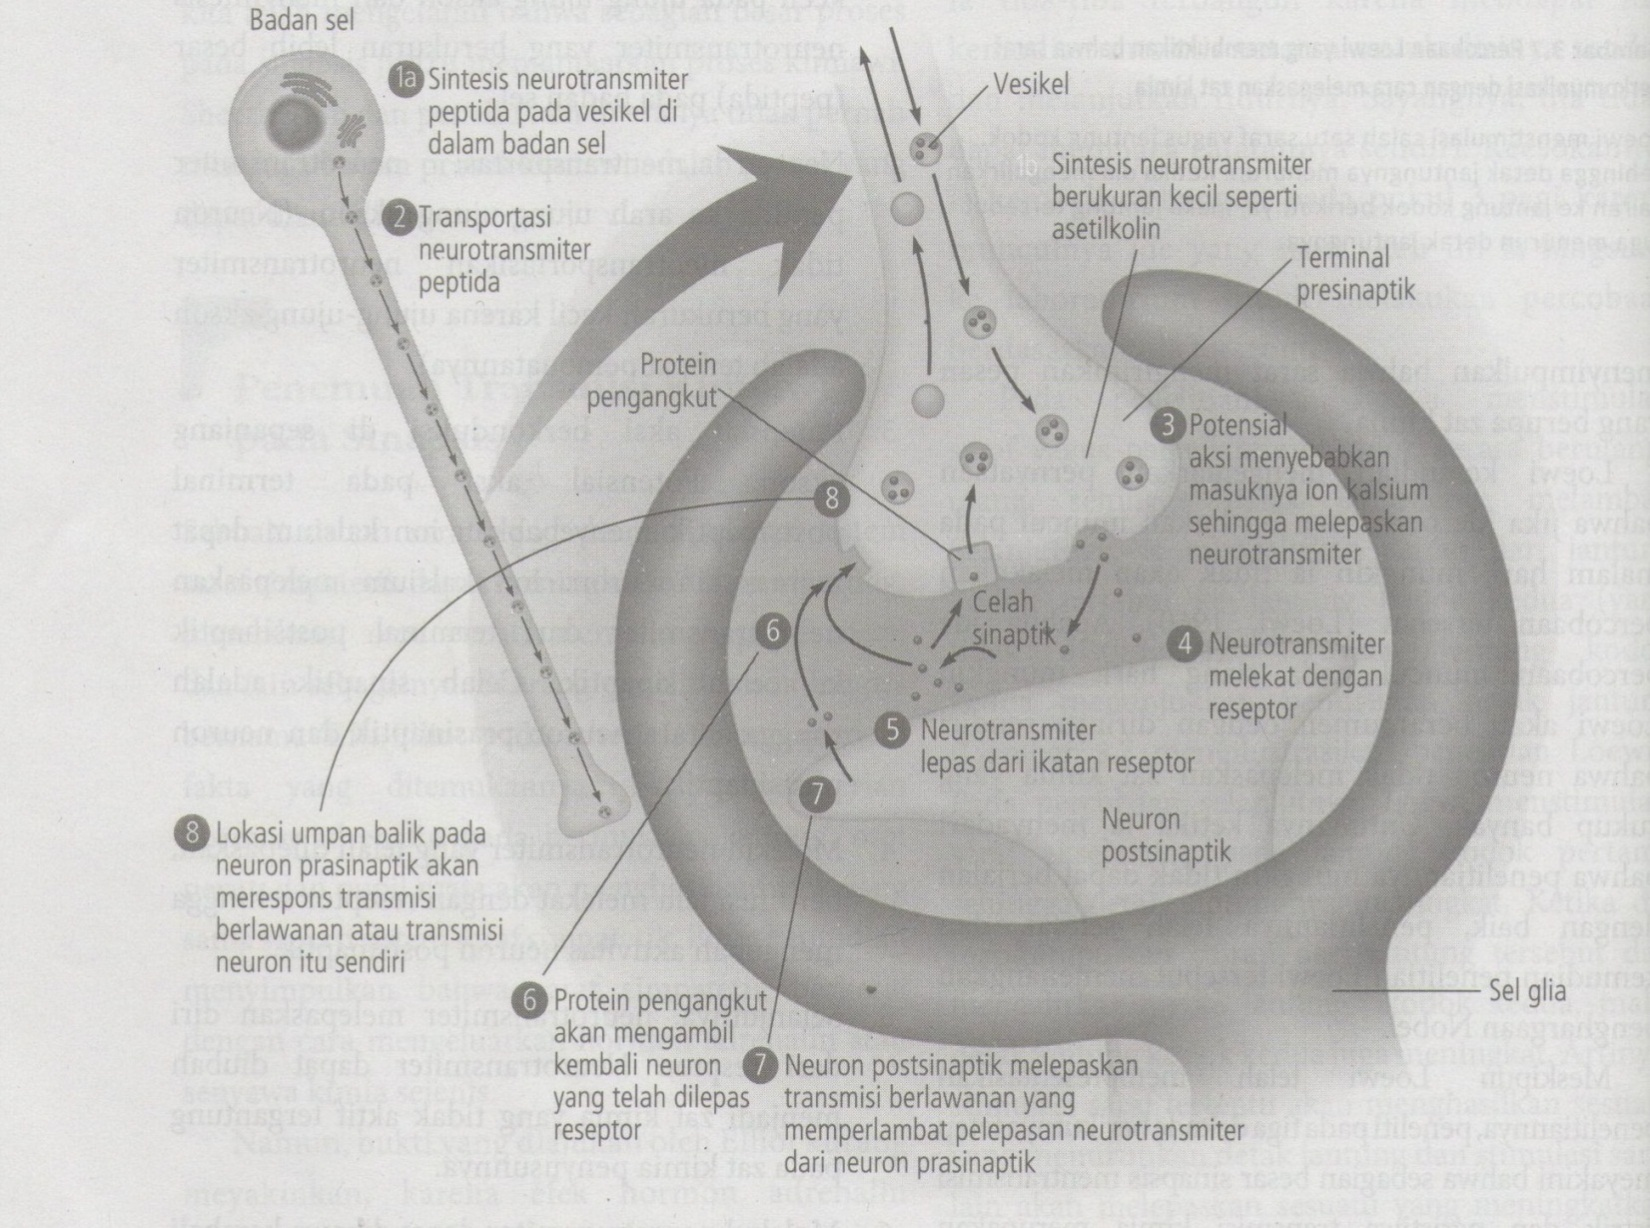 Badan sel
1a Sintesis neurotransmiter
peptida pada vesikel di
dalam badan sel
2 Transportasi
neurotransmiter
peptida
Vesikel
1b Sintesis neurotransmiter
berukuran kecil seperti
asetilkolin
Terminal
presinaptik
Protein
pengangkut
3 Potensial
aksi menyebabkan
masuknya ion kalsium
sehingga melepaskan
neurotransmiter
8
Celah
sinaptik
6
4 Neurotransmiter
melekat dengan
reseptor
5 Neurotransmiter
lepas dari ikatan reseptor
7
Neuron
postsinaptik
8 Lokasi umpan balik pada
neuron prasinaptik akan
merespons transmisi
berlawanan atau transmisi
neuron itu sendiri
Sel glia
6 Protein pengangkut
akan mengambil
kembali neuron
yang telah dilepas
reseptor
7 Neuron postsinaptik melepaskan
transmisi berlawanan yang
memperlambat pelepasan neurotransmiter
dari neuron prasinaptik